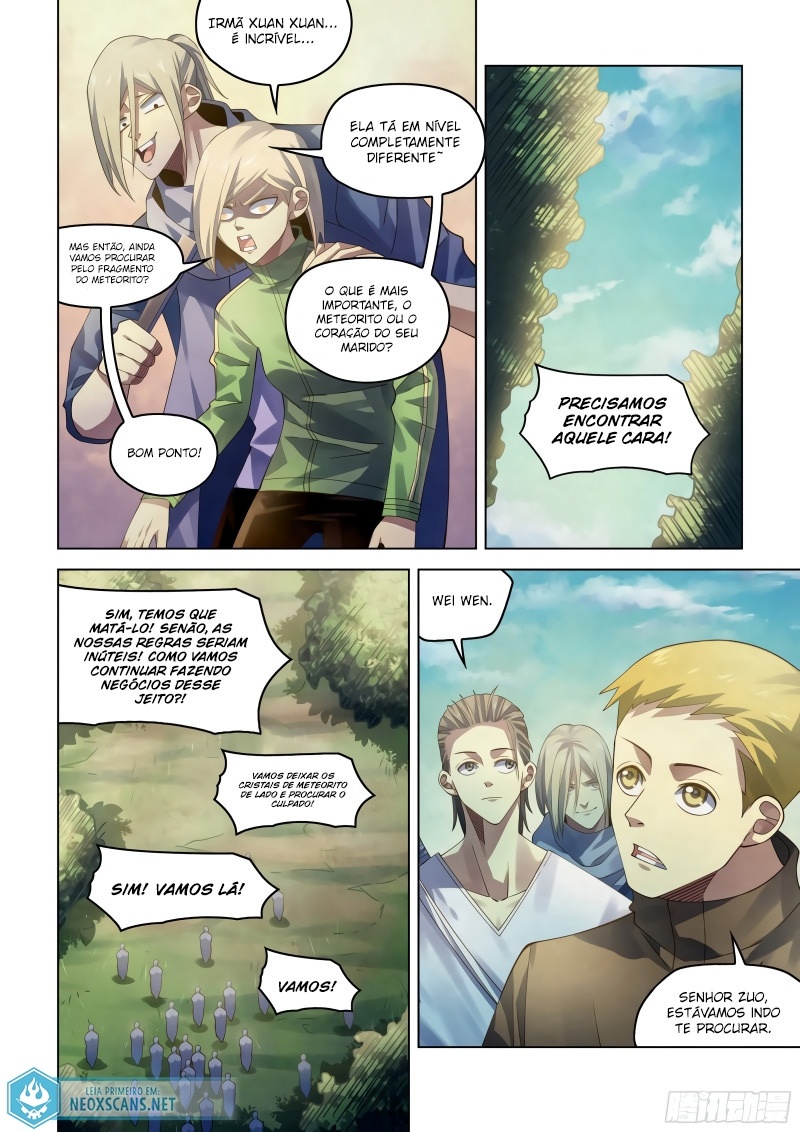 IRMÃ XUAN XUAN...
É INCRÍVEL...
ELA TÁ EM NÍVEL
COMPLETAMENTE
DIFERENTE~
MAS ENTÃO, AINDA
VAMOS PROCURAR
PELO FRAGMENTO
DO METEORITO?
O QUE É MAIS
IMPORTANTE, O
METEORITO OU O
CORAÇÃO DO SEU
MARIDO?
BOM PONTO!
PRECISAMOS
ENCONTRAR
AQUELE CARA!
SIM, TEMOS QUE
MATÁ-LO! SENÃO, AS
NOSSAS REGRAS SERIAM
INÚTEIS! COMO VAMOS
CONTINUAR FAZENDO
NEGÓCIOS DESSE
JEITO?!
VAMOS DEIXAR OS
CRISTAIS DE METEORITO
DE LADO E PROCURAR O
CULPADO!
SIM! VAMOS LÁ!
VAMOS!
WEI WEN.
SENHOR ZUO,
ESTÁVAMOS INDO
TE PROCURAR.
LEIA PRIMEIRO EM:
NEOXSCANS.NET
腾讯动漫